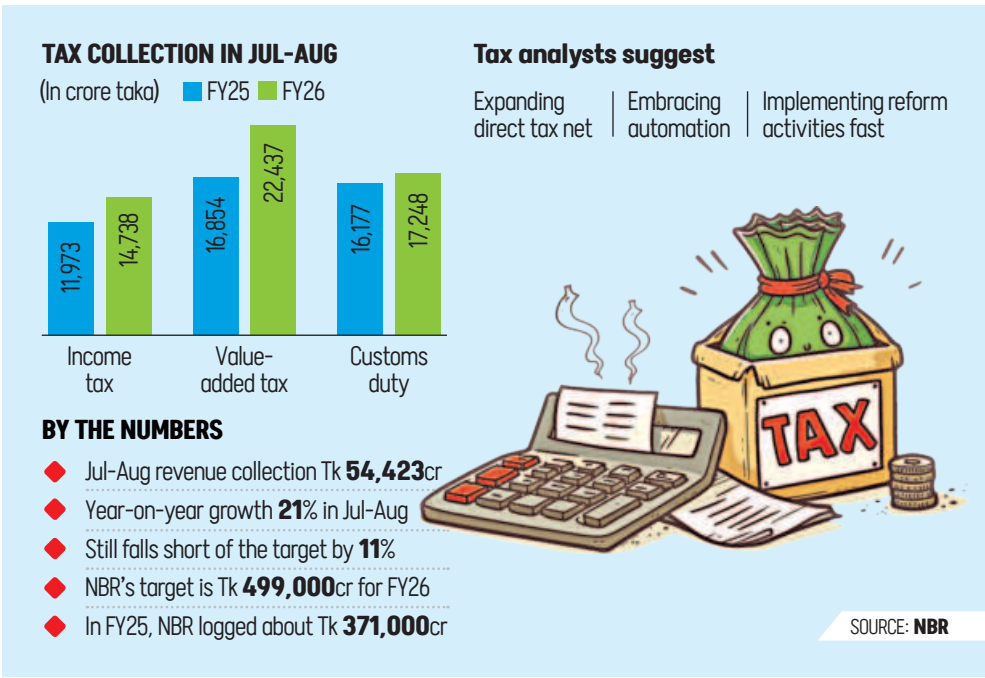 TAX COLLECTION IN JUL-AUG
(In crore taka) FY25 FY26
11,973
14,738
16,854
22,437
16,177
17,248
Income
tax
Value-
added tax
Customs
duty
BY THE NUMBERS
Jul-Aug revenue collection Tk 54,423cr
Year-on-year growth 21% in Jul-Aug
Still falls short of the target by 11%
NBR's target is Tk 499,000cr for FY26
In FY25, NBR logged about Tk 371,000cr
Tax analysts suggest
Expanding
direct tax net
Embracing
automation
Implementing reform
activities fast
TAX
SOURCE: NBR